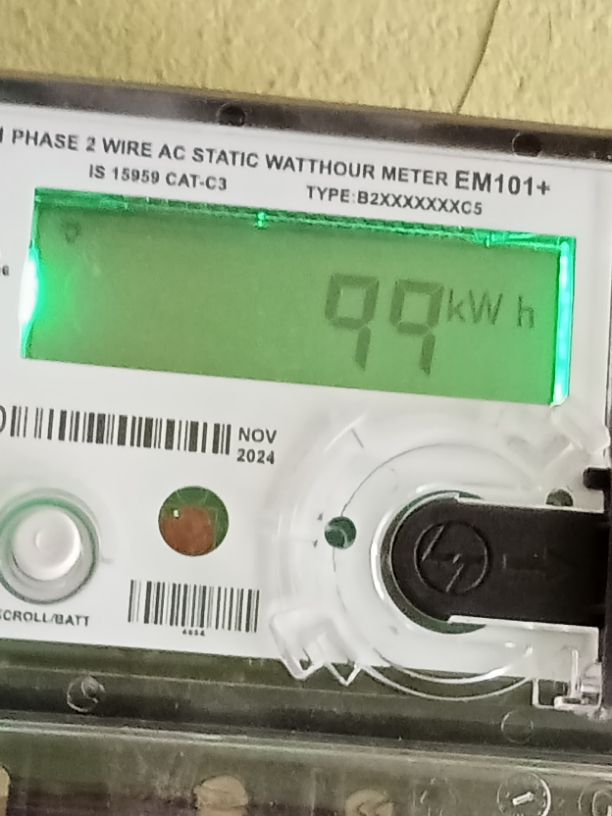 PHASE 2 WIRE AC STATIC WATTHOUR METER EM101+
IS 15959 CAT-C3
TYPE:B2XXXXXXXC5
P
99 kWh
NOV
2024
SCROLL/BATT